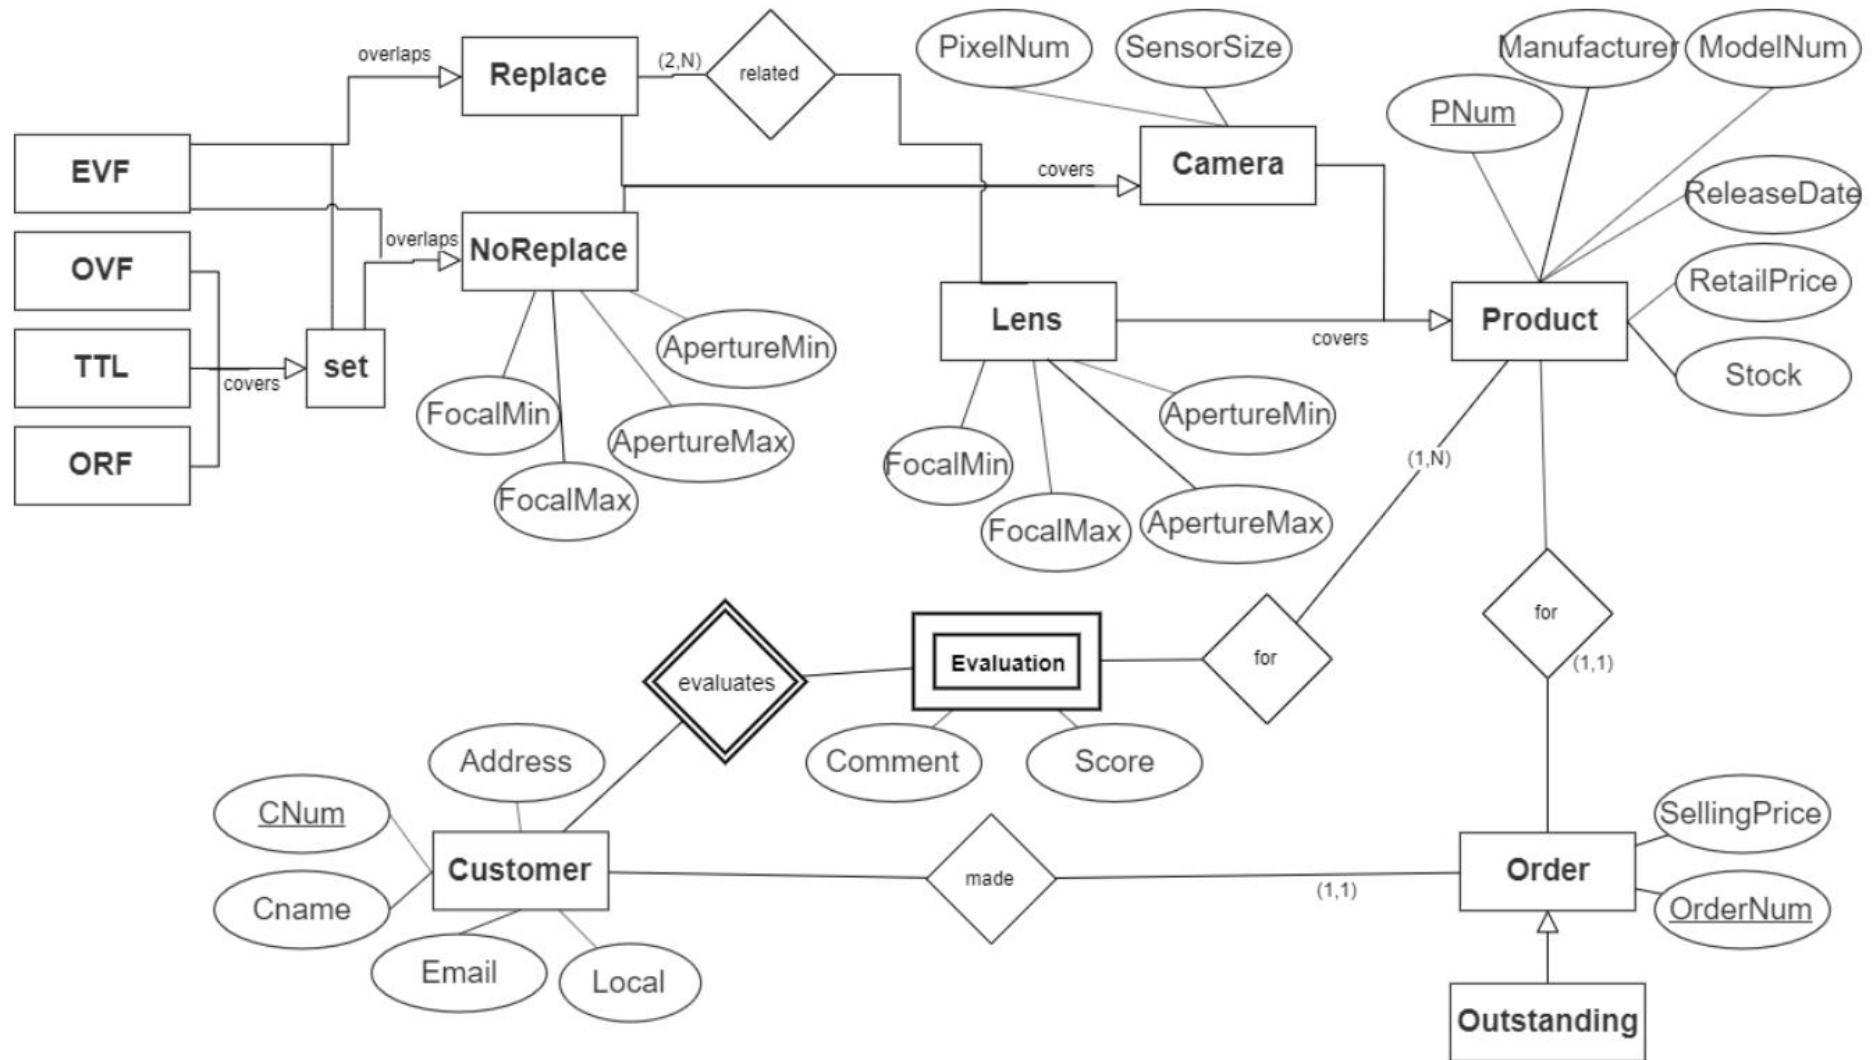 overlaps
Replace
(2,N)
related
PixelNum
SensorSize
Manufacturer
ModelNum
PNum
EVF
covers
Camera
ReleaseDate
overlaps
NoReplace
OVF
Lens
Product
RetailPrice
covers
TTL
covers
set
ApertureMin
Stock
FocalMin
ApertureMax
ApertureMin
ORF
FocalMin
(1,N)
FocalMax
FocalMax
ApertureMax
for
evaluates
Evaluation
for
(1,1)
Address
Comment
Score
CNum
SellingPrice
Customer
made
(1,1)
Order
Cname
OrderNum
Email
Local
Outstanding